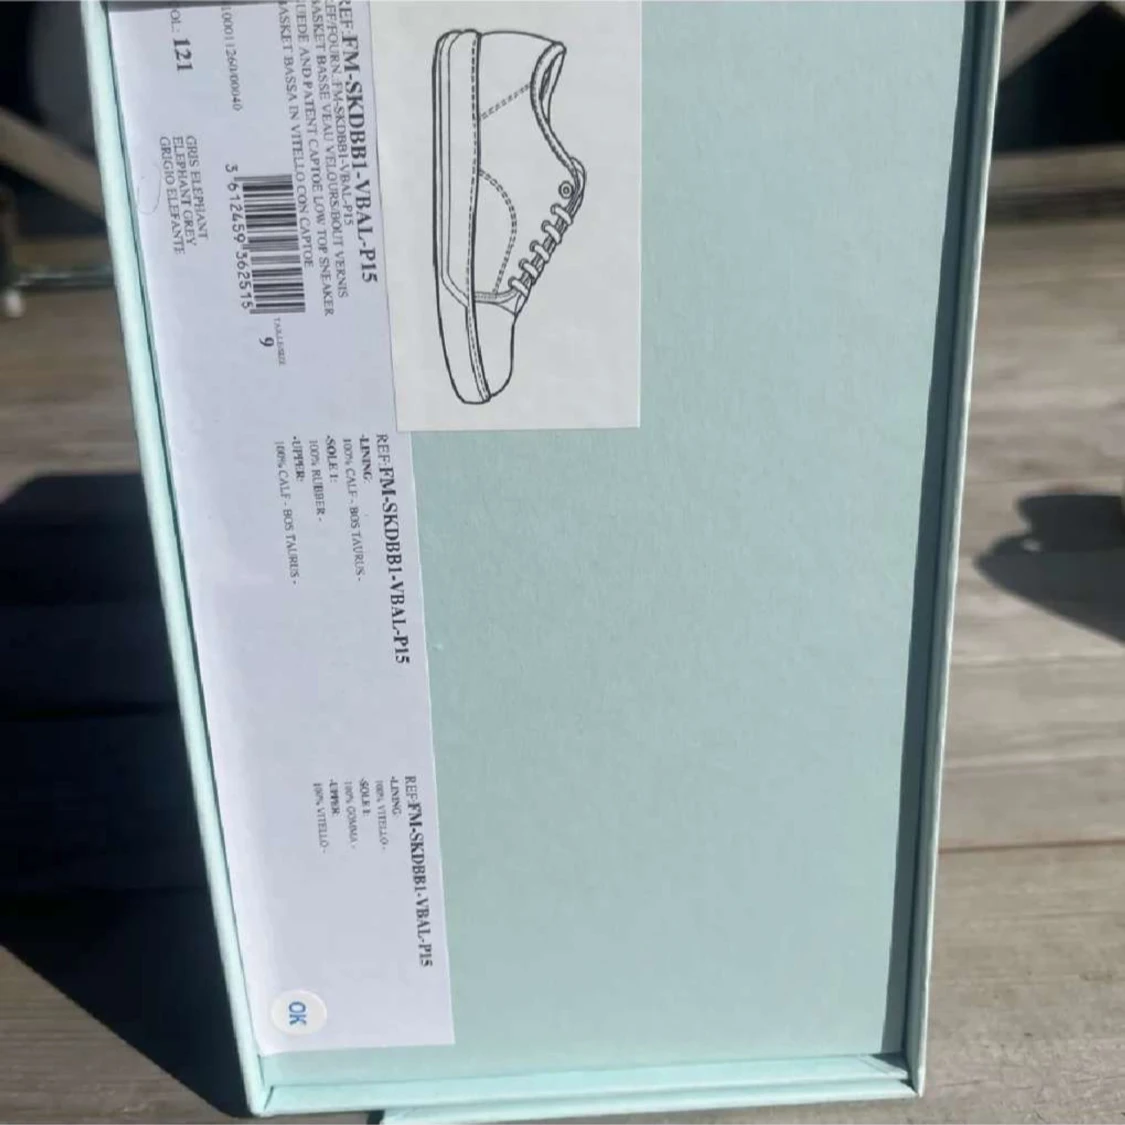 REF:FM-SKDBB1-VBAL-P15
REF/FOURN.:FM-SKDBB1-VBAL-P15
BASKET BASSE VEAU VELOURS/BOUT VERNIS
SUEDE AND PATENT CAPTOE LOW TOP SNEAKER
BASKET BASSA IN VITELLO CON CAPTOE
TAILLE/SIZE
9
3 612459 362515
100011260/00040
GRIS ELEPHANT
ELEPHANT GREY
GRIGIO ELEFANTE
COL: 121
REF:FM-SKDBB1-VBAL-P15
-LINING:
100% CALF - BOS TAURUS -
-SOLE 1:
100% RUBBER -
-UPPER:
100% CALF - BOS TAURUS -
REF:FM-SKDBB1-VBAL-P15
-LINING:
100% VITELLO -
-SOLE 1:
100% GOMMA -
-UPPER:
100% VITELLO -
OK